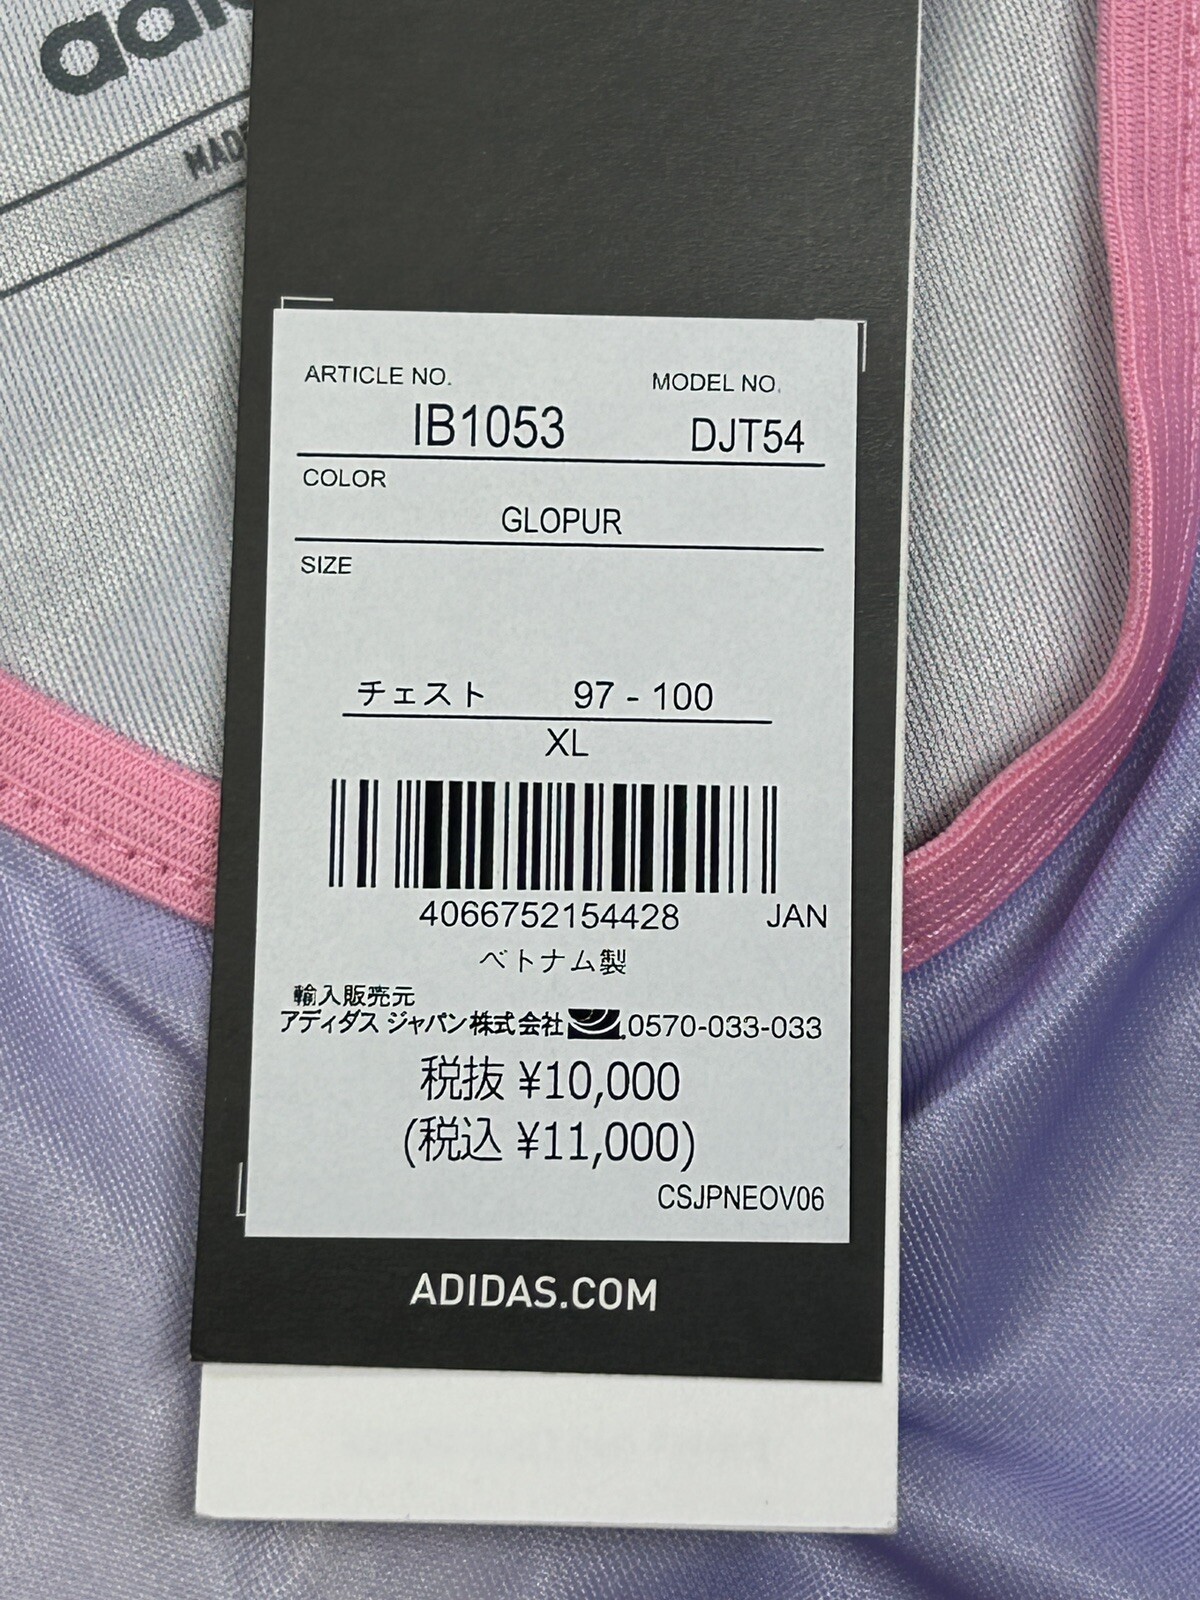 ARTICLE NO.
MODEL NO.
IB1053
DJT54
COLOR
GLOPUR
SIZE
チェスト 97 - 100
XL
4066752154428 JAN
ベトナム製
輸入販売元
アディダス ジャパン株式会社 0570-033-033
税抜 ¥10,000
(税込 ¥11,000)
CSJPNEOV06
ADIDAS.COM